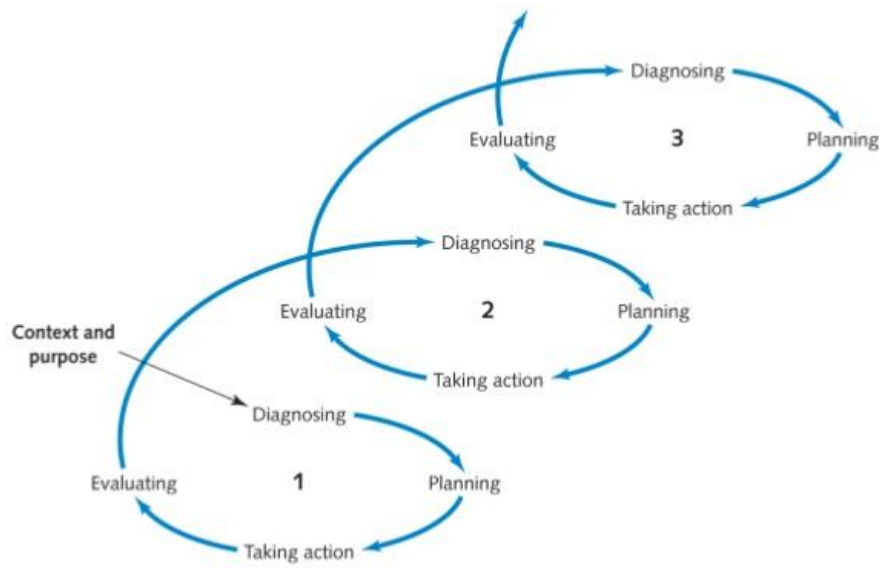 Diagnosing
Evaluating
3
Planning
Taking action
Diagnosing
Evaluating
2
Planning
Context and
purpose
Taking action
Diagnosing
Evaluating
1
Planning
Taking action